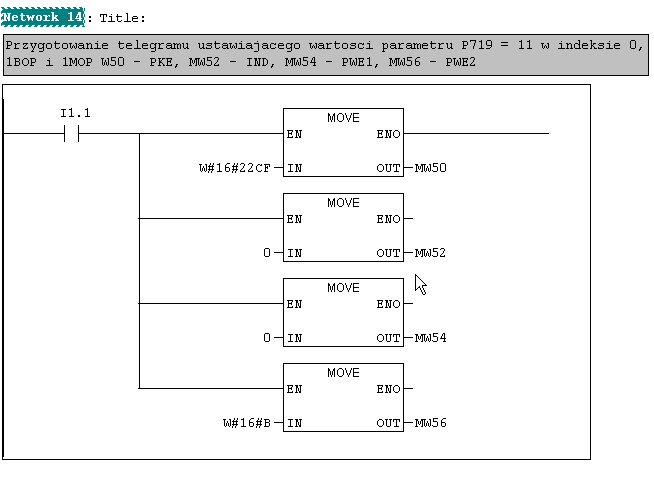 Network 14: Title:
Przygotowanie telegramu ustawiajacego wartosci parametru P719 = 11 w indeksie 0,
1BOP i 1MOP W50 - PKE, MW52 - IND, MW54 - PWE1, MW56 - PWE2
I1.1
MOVE
EN ENO
W#16#22CF IN OUT MW50
MOVE
EN ENO
0 IN OUT MW52
MOVE
EN ENO
0 IN OUT MW54
MOVE
EN ENO
W#16#B IN OUT MW56